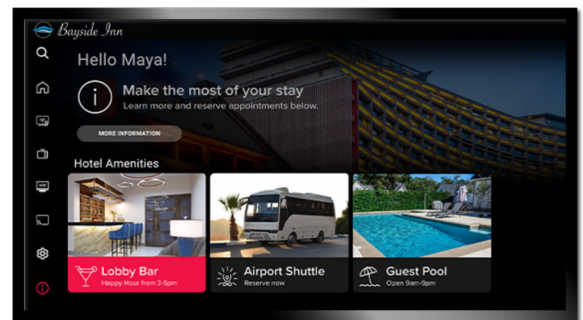 Bayside Inn
Hello Maya!
Make the most of your stay
Learn more and reserve appointments below.
MORE INFORMATION
Hotel Amenities
Lobby Bar
Happy Hour from 3-5pm
Airport Shuttle
Reserve now
Guest Pool
Open 9am-9pm